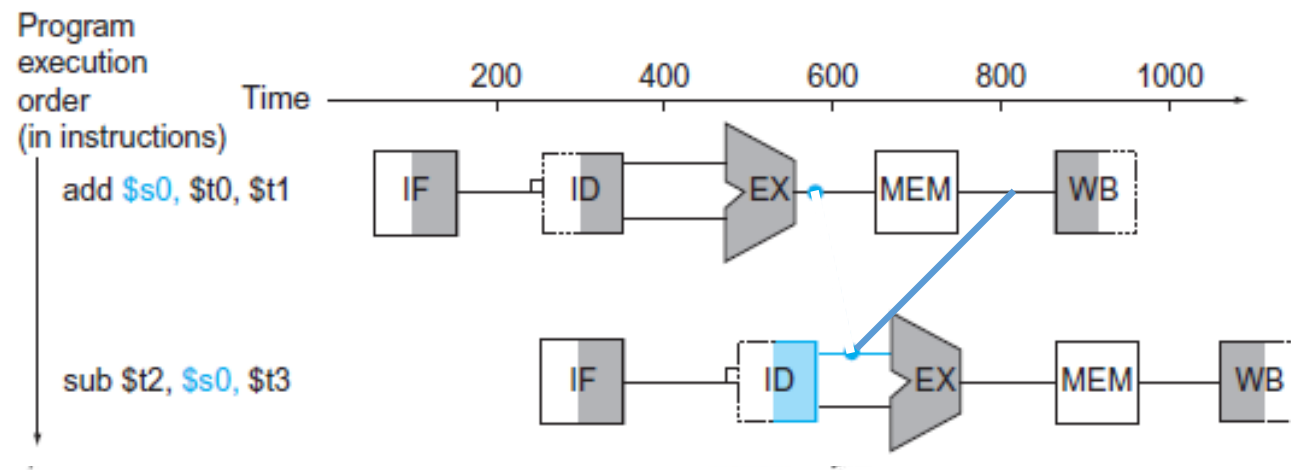 Program
execution
order
(in instructions)
Time
200 400 600 800 1000
add $s0, $t0, $t1
IF ID EX MEM WB
sub $t2, $s0, $t3
IF ID EX MEM WB